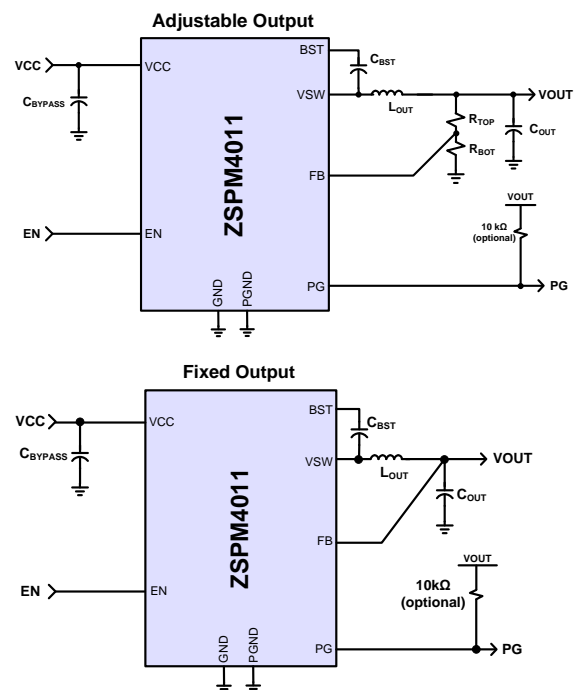 Adjustable Output
BST
CBST
VCC
VCC
VSW
VOUT
CBYPASS
LOUT
RTOP
COUT
RBOT
ZSPM4011
FB
VOUT
10 kΩ
(optional)
EN
EN
GND
PGND
PG
PG
Fixed Output
BST
CBST
VCC
VCC
CBYPASS
VSW
VOUT
LOUT
COUT
ZSPM4011
FB
VOUT
10kΩ
(optional)
EN
EN
GND
PGND
PG
PG